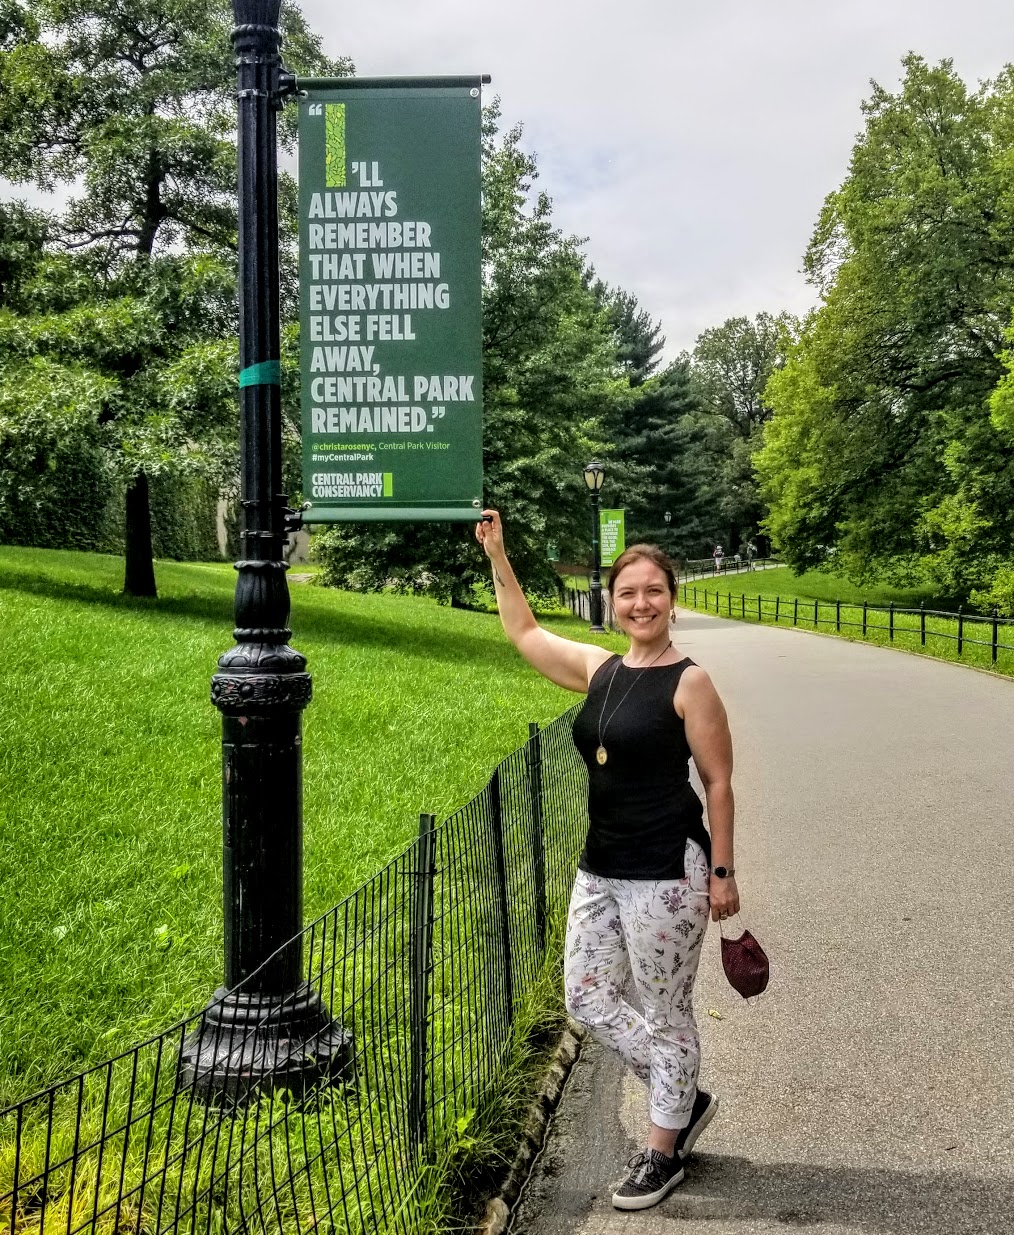 “I’LL
ALWAYS
REMEMBER
THAT WHEN
EVERYTHING
ELSE FELL
AWAY,
CENTRAL PARK
REMAINED.”
@christarosenyc, Central Park Visitor
#myCentralPark
CENTRAL PARK
CONSERVANCY